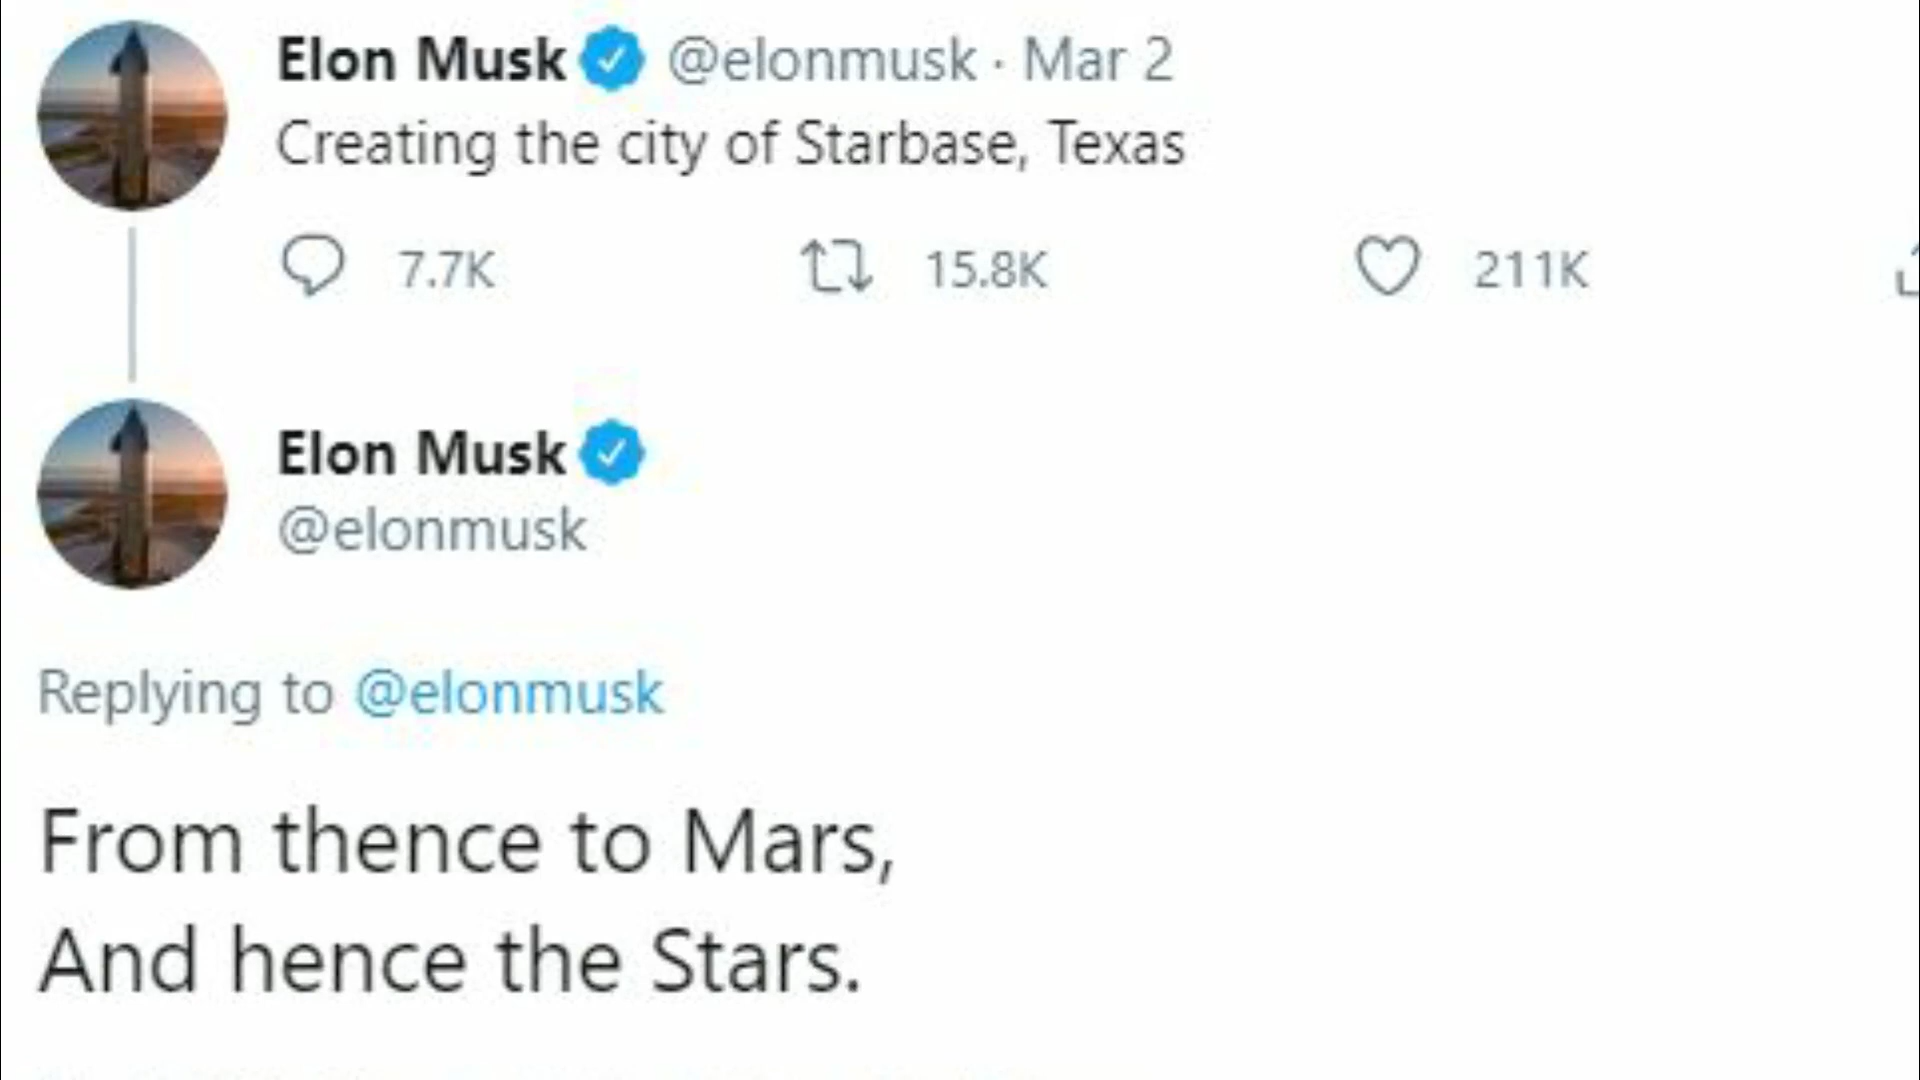 Elon Musk @elonmusk · Mar 2
Creating the city of Starbase, Texas
7.7K 15.8K 211K
Elon Musk
@elonmusk
Replying to @elonmusk
From thence to Mars,
And hence the Stars.